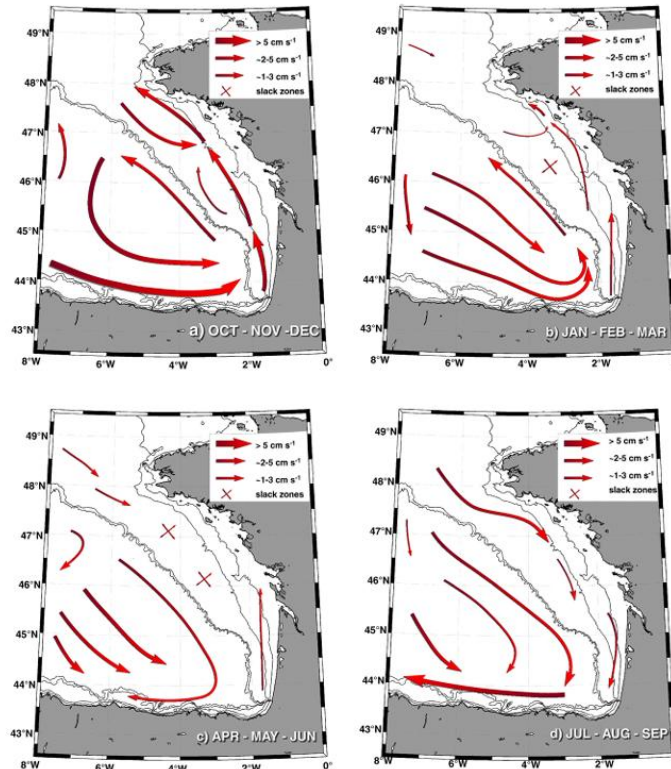 49°N
48°N
47°N
46°N
45°N
44°N
43°N
> 5 cm s⁻¹
~2-5 cm s⁻¹
~1-3 cm s⁻¹
slack zones
a) OCT - NOV -DEC
8°W 6°W 4°W 2°W 0°
49°N
48°N
47°N
46°N
45°N
44°N
43°N
> 5 cm s⁻¹
~2-5 cm s⁻¹
~1-3 cm s⁻¹
slack zones
b) JAN - FEB - MAR
8°W 6°W 4°W 2°W
49°N
48°N
47°N
46°N
45°N
44°N
43°N
> 5 cm s⁻¹
~2-5 cm s⁻¹
~1-3 cm s⁻¹
slack zones
c) APR - MAY - JUN
8°W 6°W 4°W 2°W 0°
49°N
48°N
47°N
46°N
45°N
44°N
43°N
> 5 cm s⁻¹
~2-5 cm s⁻¹
~1-3 cm s⁻¹
slack zones
d) JUL - AUG - SEP
8°W 6°W 4°W 2°W